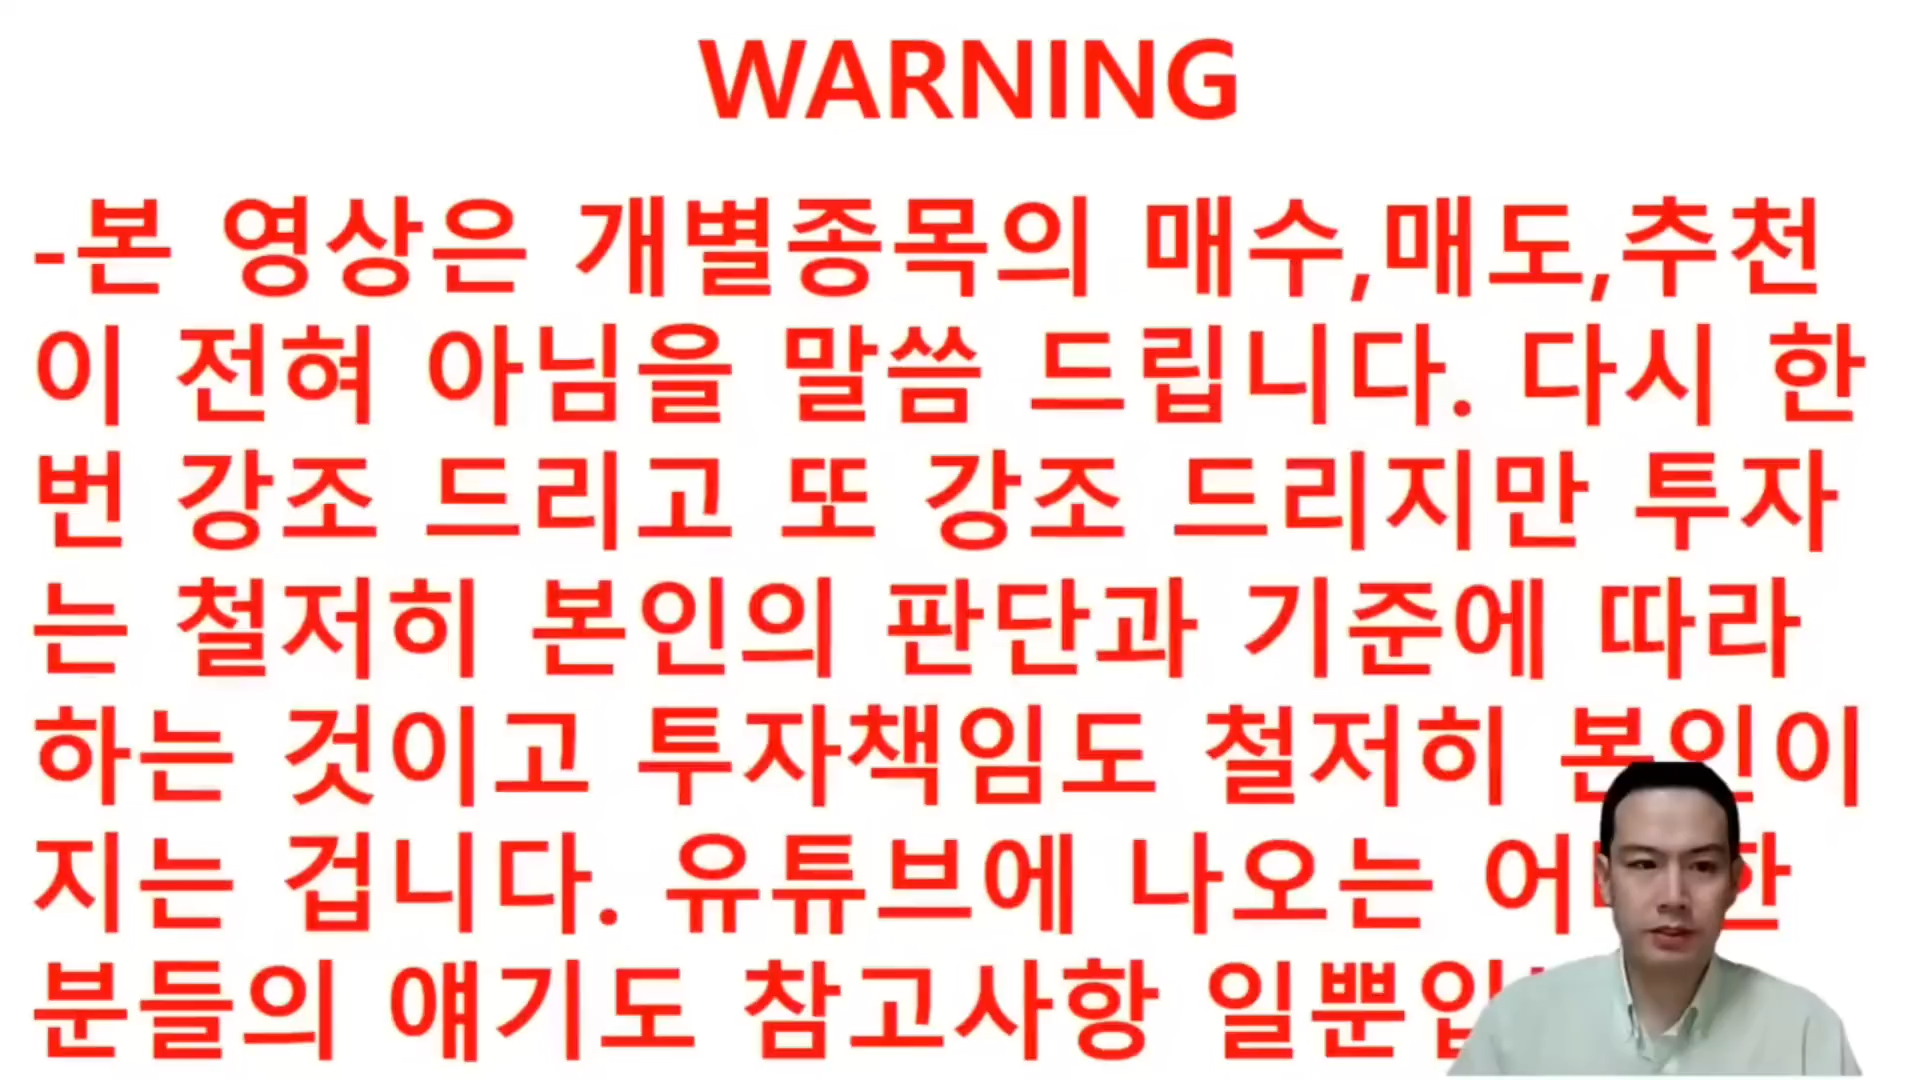 WARNING
-본 영상은 개별종목의 매수,매도,추천
이 전혀 아님을 말씀 드립니다. 다시 한
번 강조 드리고 또 강조 드리지만 투자
는 철저히 본인의 판단과 기준에 따라
하는 것이고 투자책임도 철저히 본인이
지는 겁니다. 유튜브에 나오는
분들의 얘기도 참고사항